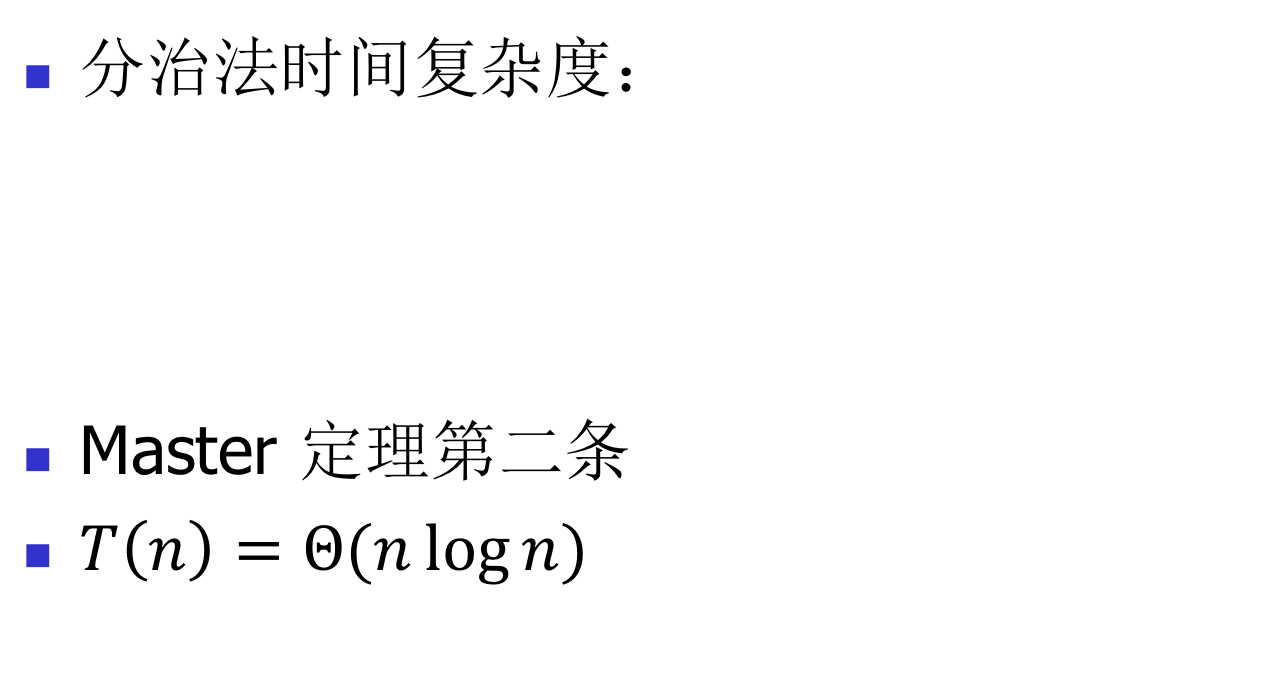 分治法时间复杂度：
Master 定理第二条
T(n) = Θ(n log n)